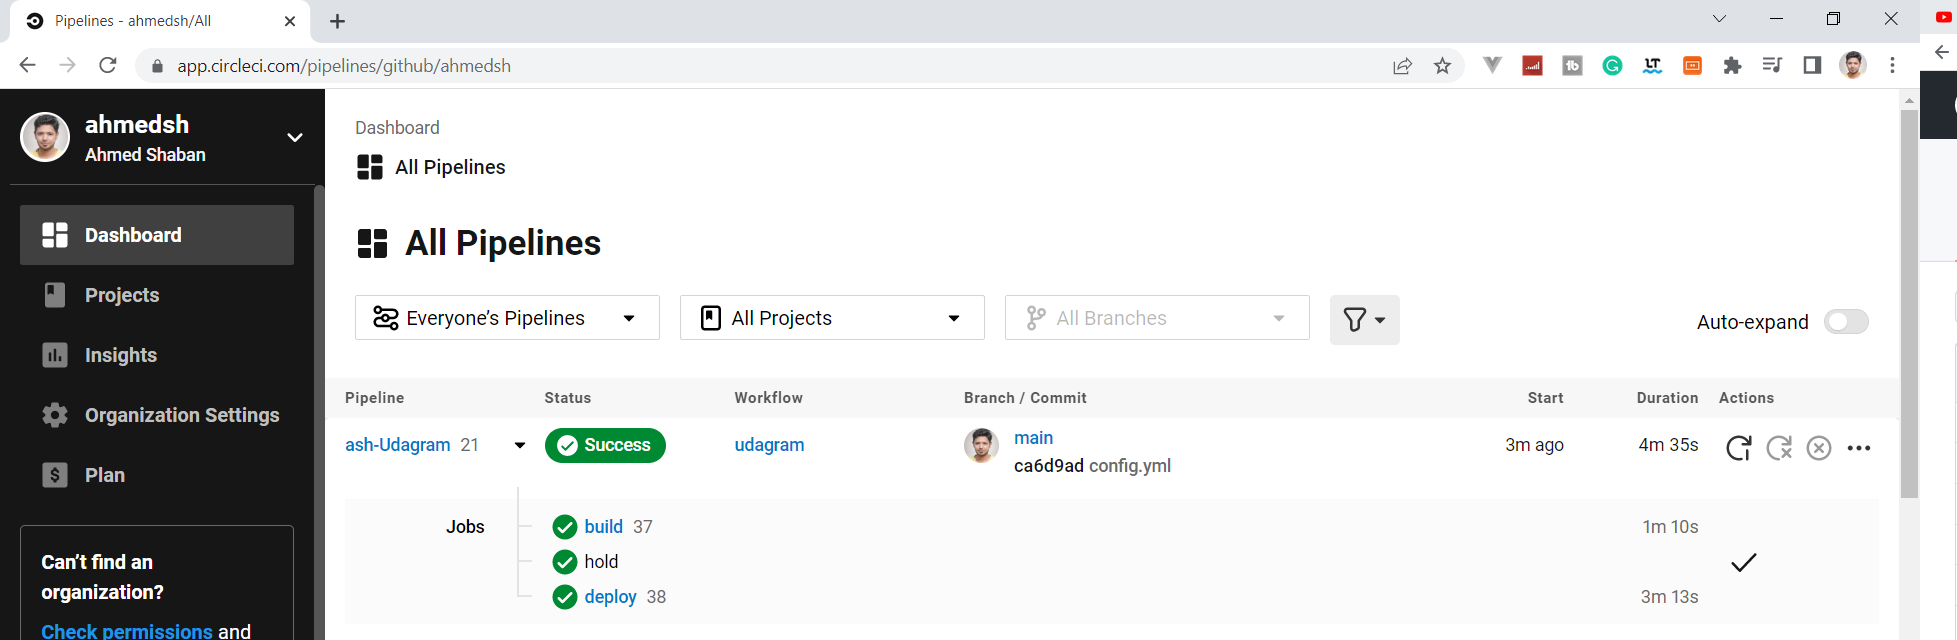 Pipelines - ahmedsh/All
app.circleci.com/pipelines/github/ahmedsh
ahmedsh
Ahmed Shaban
Dashboard
Projects
Insights
Organization Settings
Plan
Can’t find an
organization?
Check permissions and
Dashboard
All Pipelines
All Pipelines
Everyone’s Pipelines
All Projects
All Branches
Auto-expand
Pipeline Status Workflow Branch / Commit Start Duration Actions
ash-Udagram 21 Success udagram main 3m ago 4m 35s
ca6d9ad config.yml
Jobs build 37 1m 10s
hold
deploy 38 3m 13s